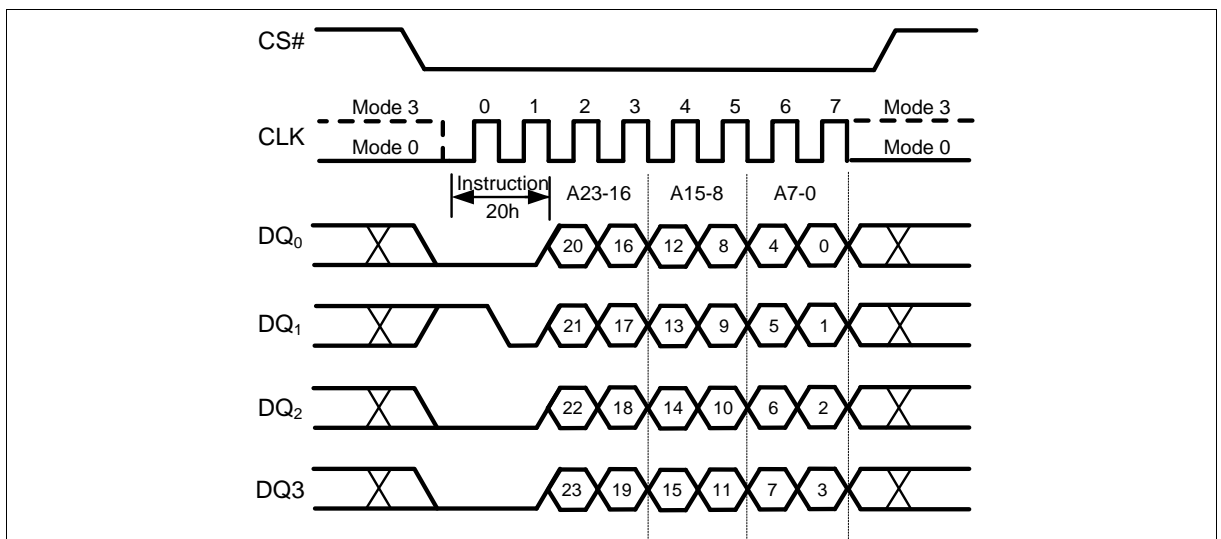 CS#
Mode 3 0 1 2 3 4 5 6 7 Mode 3
CLK
Mode 0 Mode 0
Instruction A23-16 A15-8 A7-0
20h
DQ0 20 16 12 8 4 0
DQ1 21 17 13 9 5 1
DQ2 22 18 14 10 6 2
DQ3 23 19 15 11 7 3